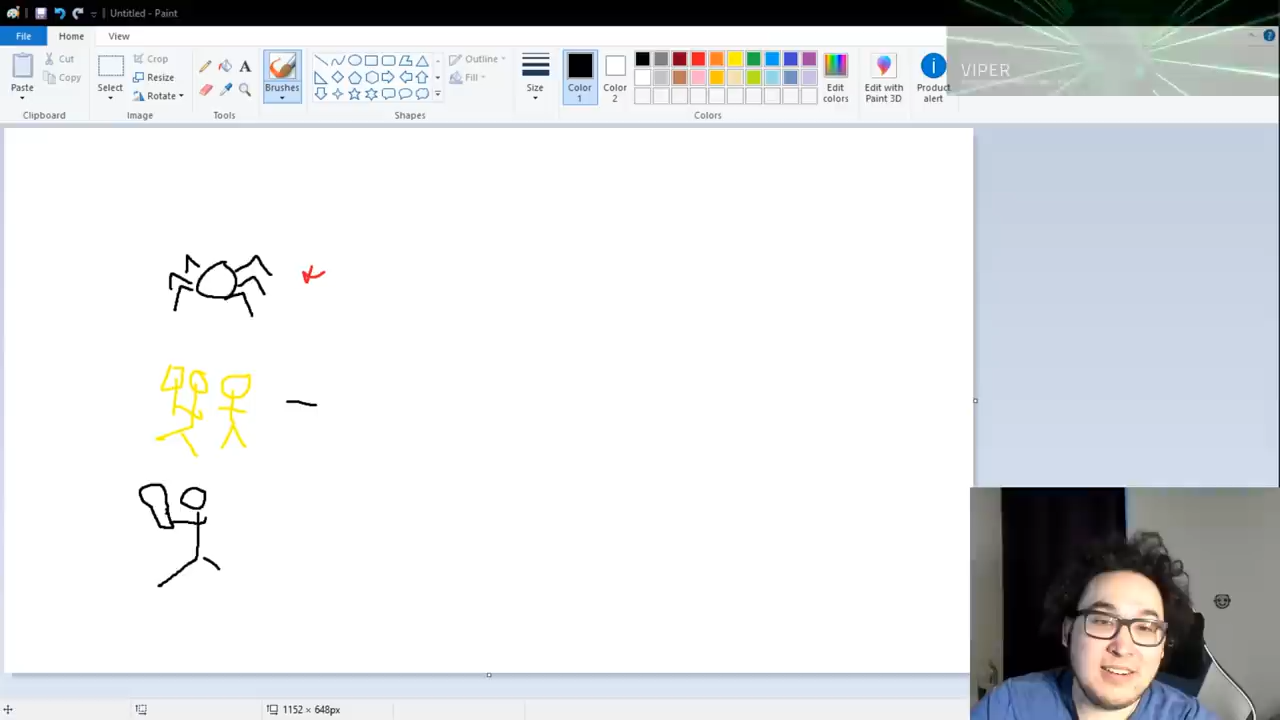 Untitled - Paint
File Home View
Paste
Cut
Copy
Clipboard
Select
Crop
Resize
Rotate
Image
A
Tools
Brushes
Outline
Fill
Shapes
Size
Color 1
Color 2
Edit colors
Colors
Edit with Paint 3D
Product alert
VIPER
1152 × 648px